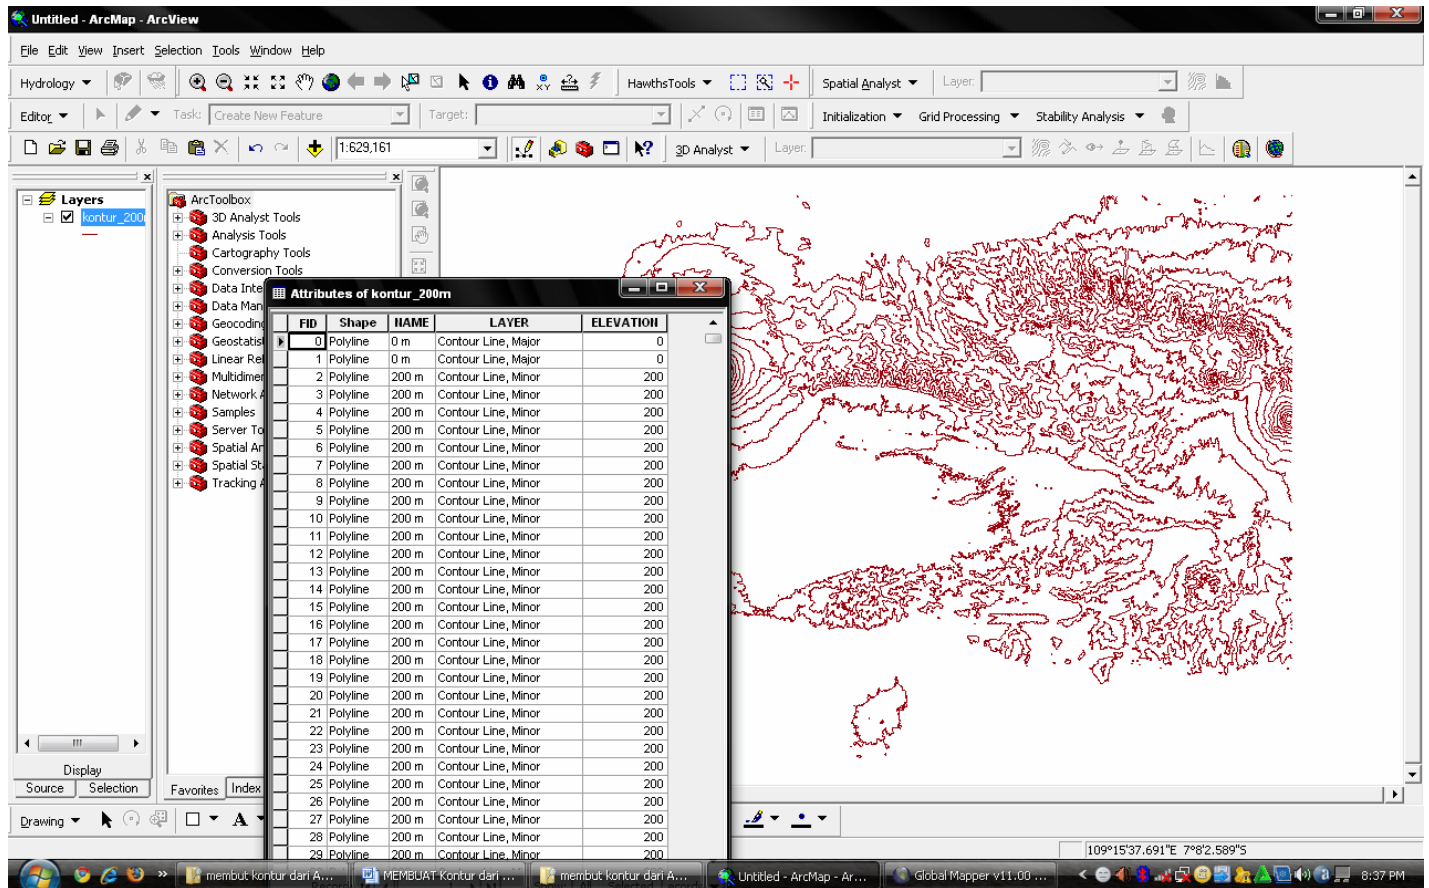 Untitled - ArcMap - ArcView
File Edit View Insert Selection Tools Window Help
Hydrology HawthsTools Spatial Analyst Layer:
Editor Task: Create New Feature Target: Initialization Grid Processing Stability Analysis
1:629,161 3D Analyst Layer:
Layers
kontur_200
ArcToolbox
3D Analyst Tools
Analysis Tools
Cartography Tools
Conversion Tools
Data Inte
Data Man
Geocoding
Geostatist
Linear Re
Multidimen
Network A
Samples
Server To
Spatial An
Spatial Sta
Tracking A
Display
Source Selection
Favorites Index
Attributes of kontur_200m
FID Shape NAME LAYER ELEVATION
0 Polyline 0 m Contour Line, Major 0
1 Polyline 0 m Contour Line, Major 0
2 Polyline 200 m Contour Line, Minor 200
3 Polyline 200 m Contour Line, Minor 200
4 Polyline 200 m Contour Line, Minor 200
5 Polyline 200 m Contour Line, Minor 200
6 Polyline 200 m Contour Line, Minor 200
7 Polyline 200 m Contour Line, Minor 200
8 Polyline 200 m Contour Line, Minor 200
9 Polyline 200 m Contour Line, Minor 200
10 Polyline 200 m Contour Line, Minor 200
11 Polyline 200 m Contour Line, Minor 200
12 Polyline 200 m Contour Line, Minor 200
13 Polyline 200 m Contour Line, Minor 200
14 Polyline 200 m Contour Line, Minor 200
15 Polyline 200 m Contour Line, Minor 200
16 Polyline 200 m Contour Line, Minor 200
17 Polyline 200 m Contour Line, Minor 200
18 Polyline 200 m Contour Line, Minor 200
19 Polyline 200 m Contour Line, Minor 200
20 Polyline 200 m Contour Line, Minor 200
21 Polyline 200 m Contour Line, Minor 200
22 Polyline 200 m Contour Line, Minor 200
23 Polyline 200 m Contour Line, Minor 200
24 Polyline 200 m Contour Line, Minor 200
25 Polyline 200 m Contour Line, Minor 200
26 Polyline 200 m Contour Line, Minor 200
27 Polyline 200 m Contour Line, Minor 200
28 Polyline 200 m Contour Line, Minor 200
29 Polyline 200 m Contour Line, Minor 200
Drawing A
109°15'37.691"E 7°8'2.589"S
membut kontur dari A... MEMBUAT Kontur dari ... membut kontur dari A... Untitled - ArcMap - Ar... Global Mapper v11.00 ... 8:37 PM